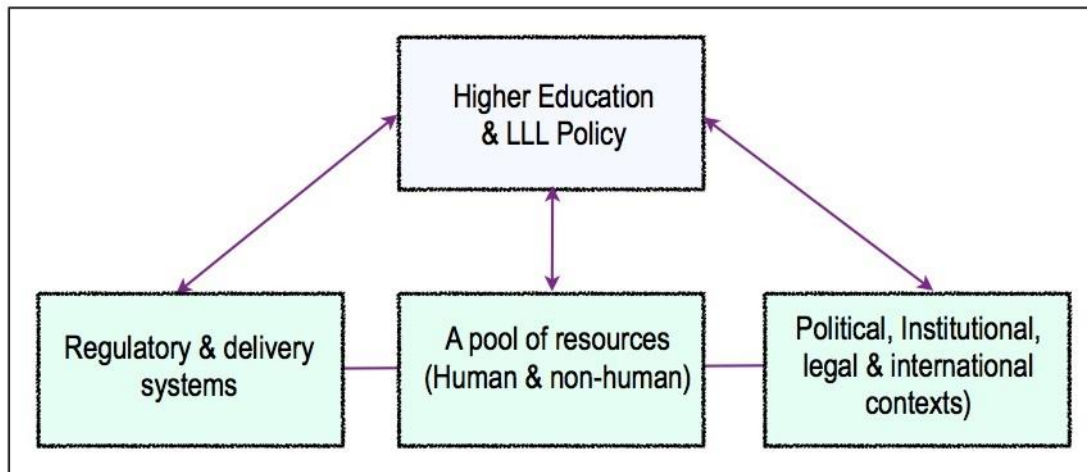 Higher Education
& LLL Policy
Regulatory & delivery
systems
A pool of resources
(Human & non-human)
Political, Institutional,
legal & international
contexts)